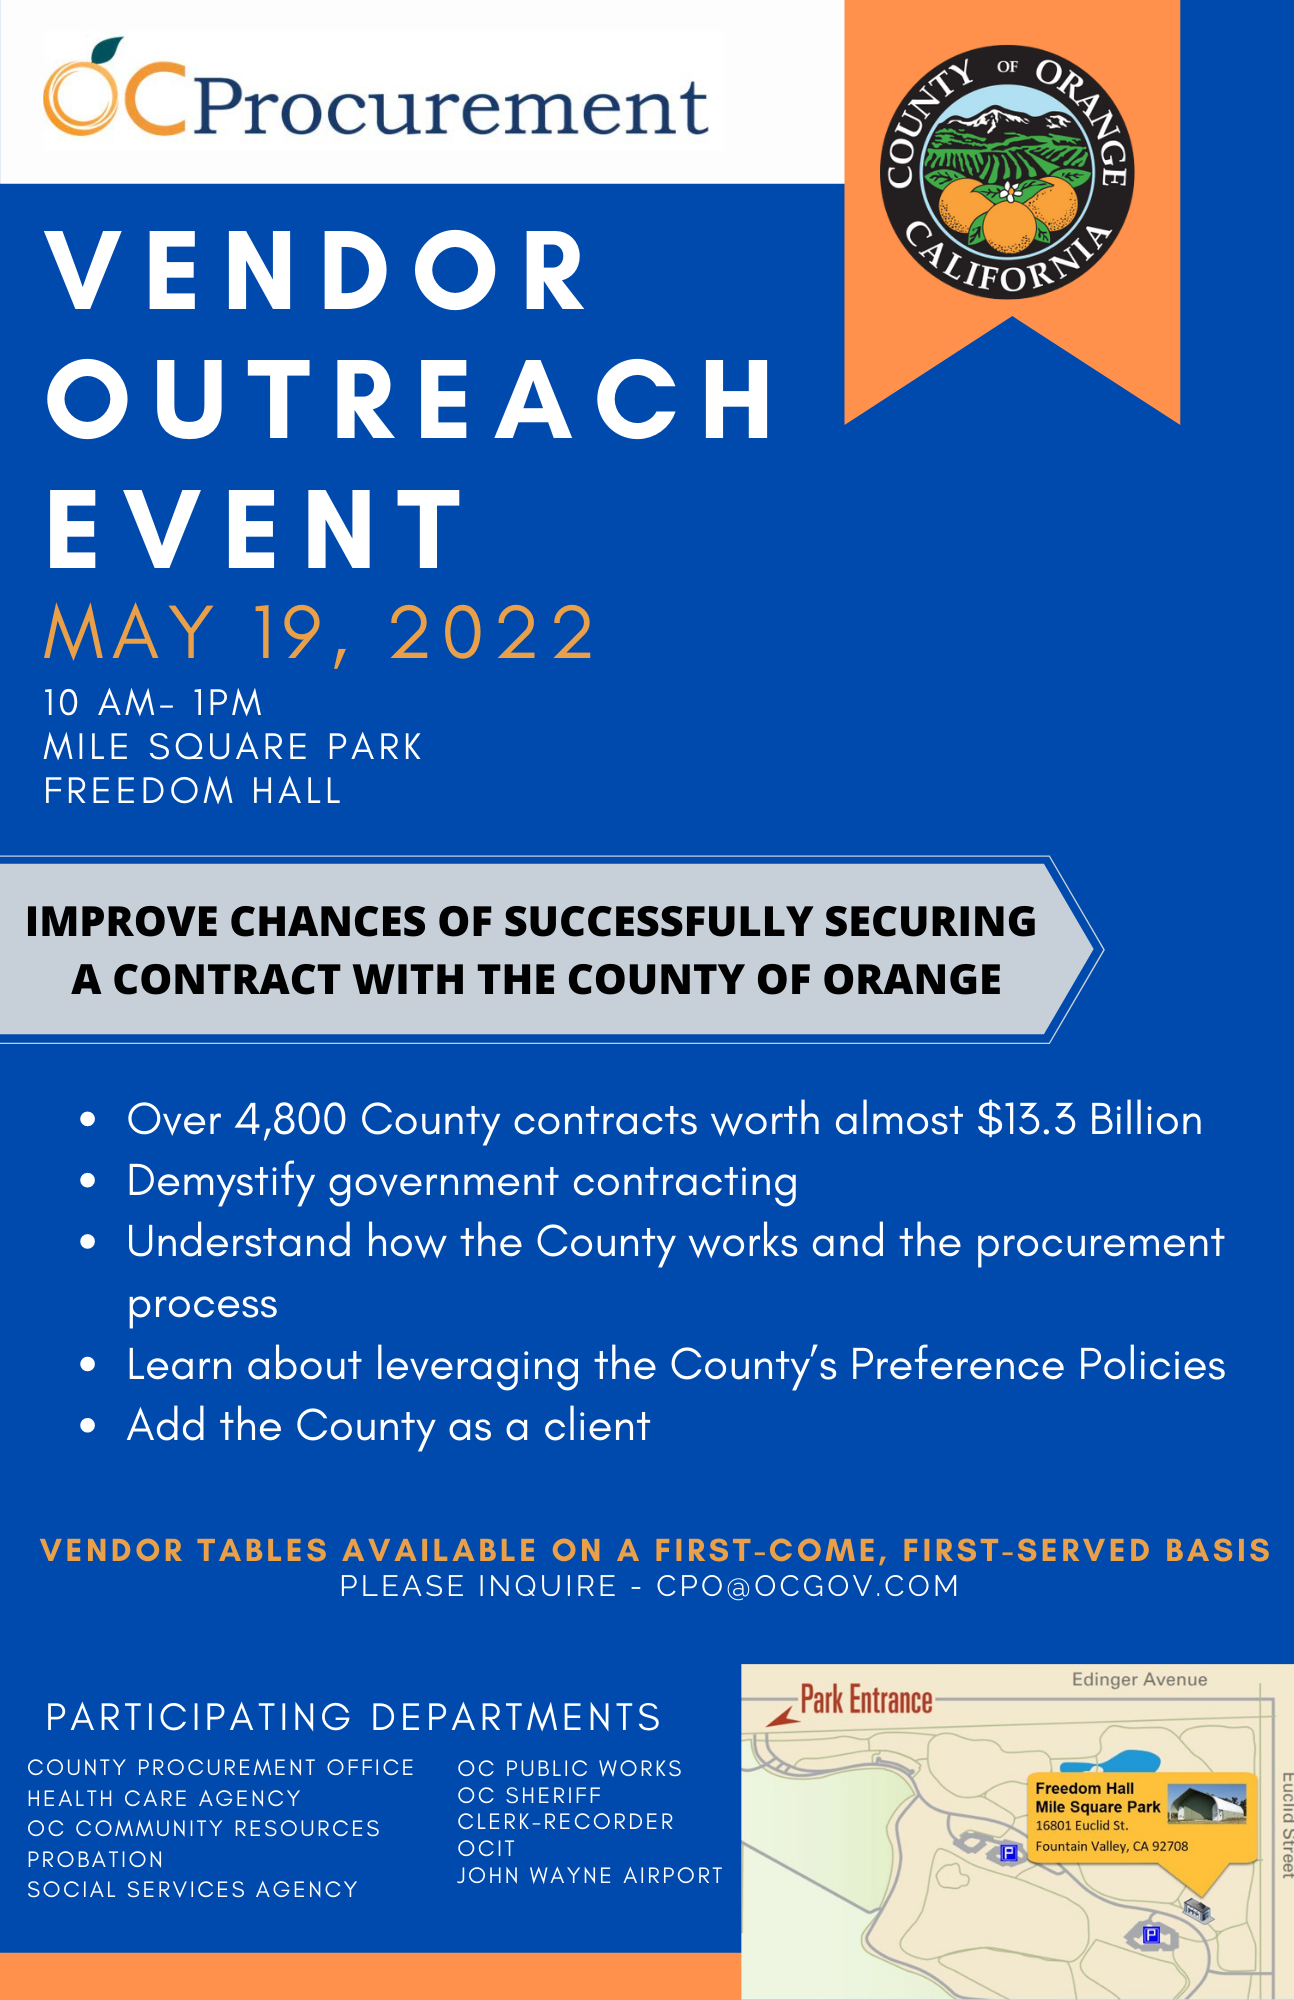 OCProcurement
COUNTY OF ORANGE
CALIFORNIA
VENDOR
OUTREACH
EVENT
MAY 19, 2022
10 AM- 1PM
MILE SQUARE PARK
FREEDOM HALL
IMPROVE CHANCES OF SUCCESSFULLY SECURING
A CONTRACT WITH THE COUNTY OF ORANGE
• Over 4,800 County contracts worth almost $13.3 Billion
• Demystify government contracting
• Understand how the County works and the procurement
process
• Learn about leveraging the County’s Preference Policies
• Add the County as a client
VENDOR TABLES AVAILABLE ON A FIRST-COME, FIRST-SERVED BASIS
PLEASE INQUIRE - CPO@OCGOV.COM
PARTICIPATING DEPARTMENTS
COUNTY PROCUREMENT OFFICE
HEALTH CARE AGENCY
OC COMMUNITY RESOURCES
PROBATION
SOCIAL SERVICES AGENCY
OC PUBLIC WORKS
OC SHERIFF
CLERK-RECORDER
OCIT
JOHN WAYNE AIRPORT
Edinger Avenue
Park Entrance
Euclid Street
Freedom Hall
Mile Square Park
16801 Euclid St.
Fountain Valley, CA 92708
P
P